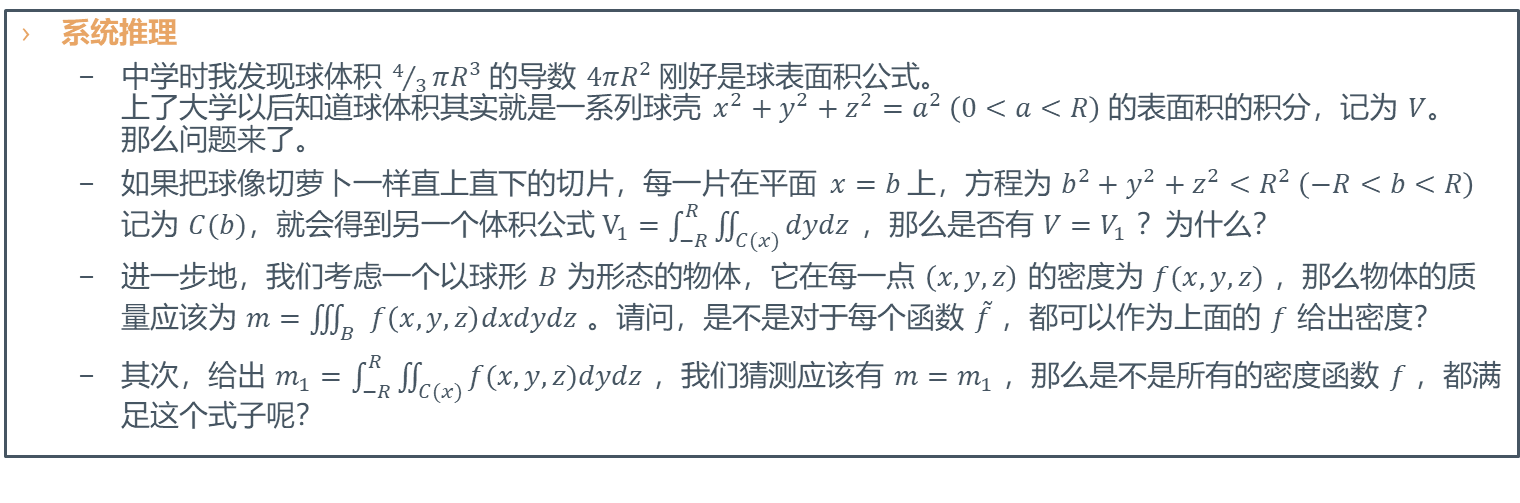 › 系统推理
– 中学时我发现球体积 ⁴⁄₃ πR³ 的导数 4πR² 刚好是球表面积公式。
上了大学以后知道球体积其实就是一系列球壳 x² + y² + z² = a² (0 < a < R) 的表面积的积分，记为 V。
那么问题来了。
– 如果把球像切萝卜一样直上直下的切片，每一片在平面 x = b 上，方程为 b² + y² + z² < R² (−R < b < R)
记为 C(b)，就会得到另一个体积公式 V₁ = ∫_{-R}^{R} ∬_{C(x)} dydz ，那么是否有 V = V₁ ？为什么？
– 进一步地，我们考虑一个以球形 B 为形态的物体，它在每一点 (x, y, z) 的密度为 f(x, y, z) ，那么物体的质
量应该为 m = ∭_B f(x, y, z)dxdydz 。请问，是不是对于每个函数 f̃ ，都可以作为上面的 f 给出密度？
– 其次，给出 m₁ = ∫_{-R}^{R} ∬_{C(x)} f(x, y, z)dydz ，我们猜测应该有 m = m₁ ，那么是不是所有的密度函数 f ，都满
足这个式子呢？